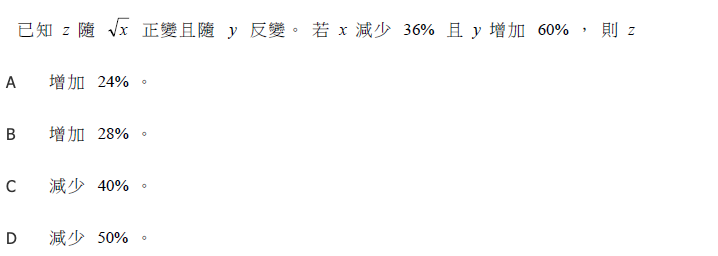 已知 z 隨 √x 正變且隨 y 反變。若 x 減少 36% 且 y 增加 60% ,則 z
A 增加 24% 。
B 增加 28% 。
C 減少 40% 。
D 減少 50% 。